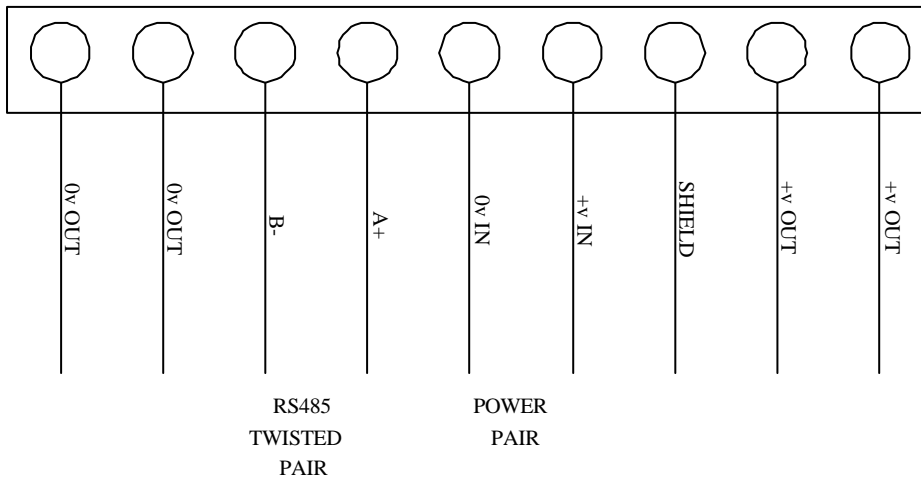 0v OUT
0v OUT
B-
A+
0v IN
+v IN
SHIELD
+v OUT
+v OUT
RS485
TWISTED
PAIR
POWER
PAIR